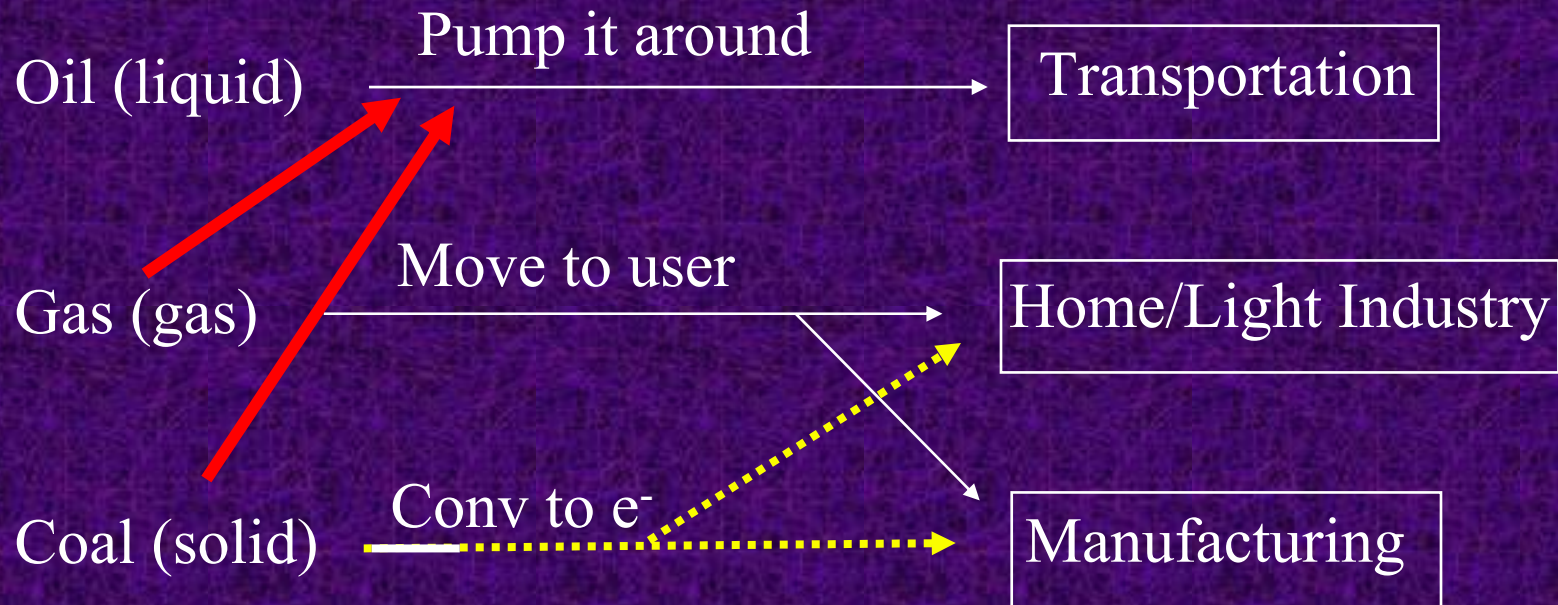 Pump it around
Oil (liquid)
Transportation
Move to user
Gas (gas)
Home/Light Industry
Conv to e-
Coal (solid)
Manufacturing